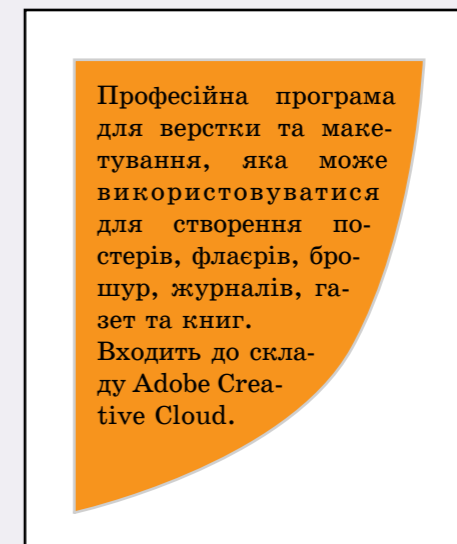 Професійна програма
для верстки та маке-
тування, яка може
використовуватися
для створення по-
стерів, флаєрів, бро-
шур, журналів, га-
зет та книг.
Входить до скла-
ду Adobe Crea-
tive Cloud.